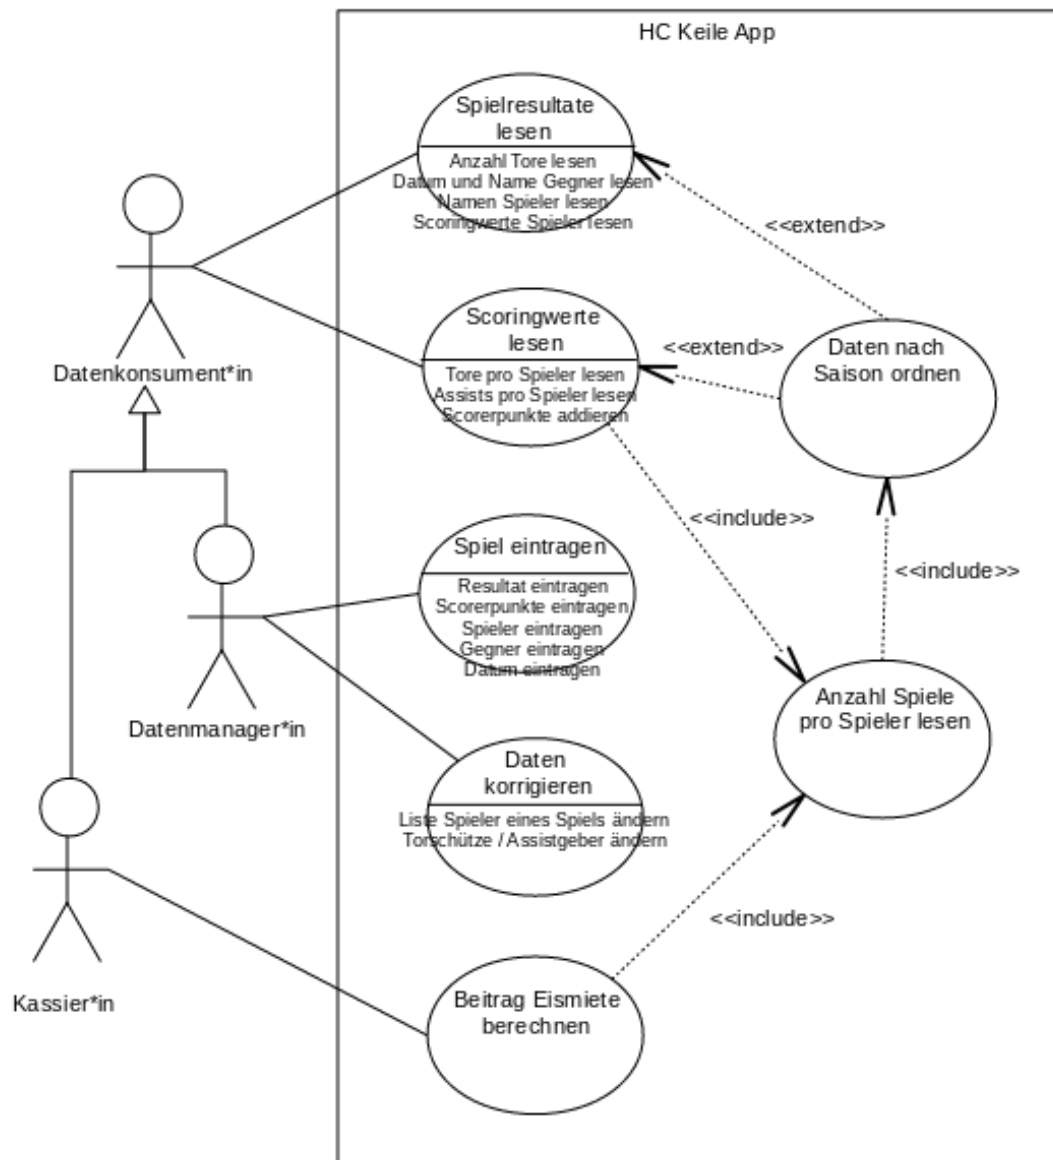 HC Keile App
Spielresultate
lesen
Anzahl Tore lesen
Datum und Name Gegner lesen
Namen Spieler lesen
Scoringwerte Spieler lesen
<<extend>>
Datenkonsument*in
Scoringwerte
lesen
Tore pro Spieler lesen
Assists pro Spieler lesen
Scorerpunkte addieren
<<extend>>
Daten nach
Saison ordnen
<<include>>
<<include>>
Spiel eintragen
Resultat eintragen
Scorerpunkte eintragen
Spieler eintragen
Gegner eintragen
Datum eintragen
Datenmanager*in
Anzahl Spiele
pro Spieler lesen
Daten
korrigieren
Liste Spieler eines Spiels ändern
Torschütze / Assistgeber ändern
<<include>>
Kassier*in
Beitrag Eismiete
berechnen